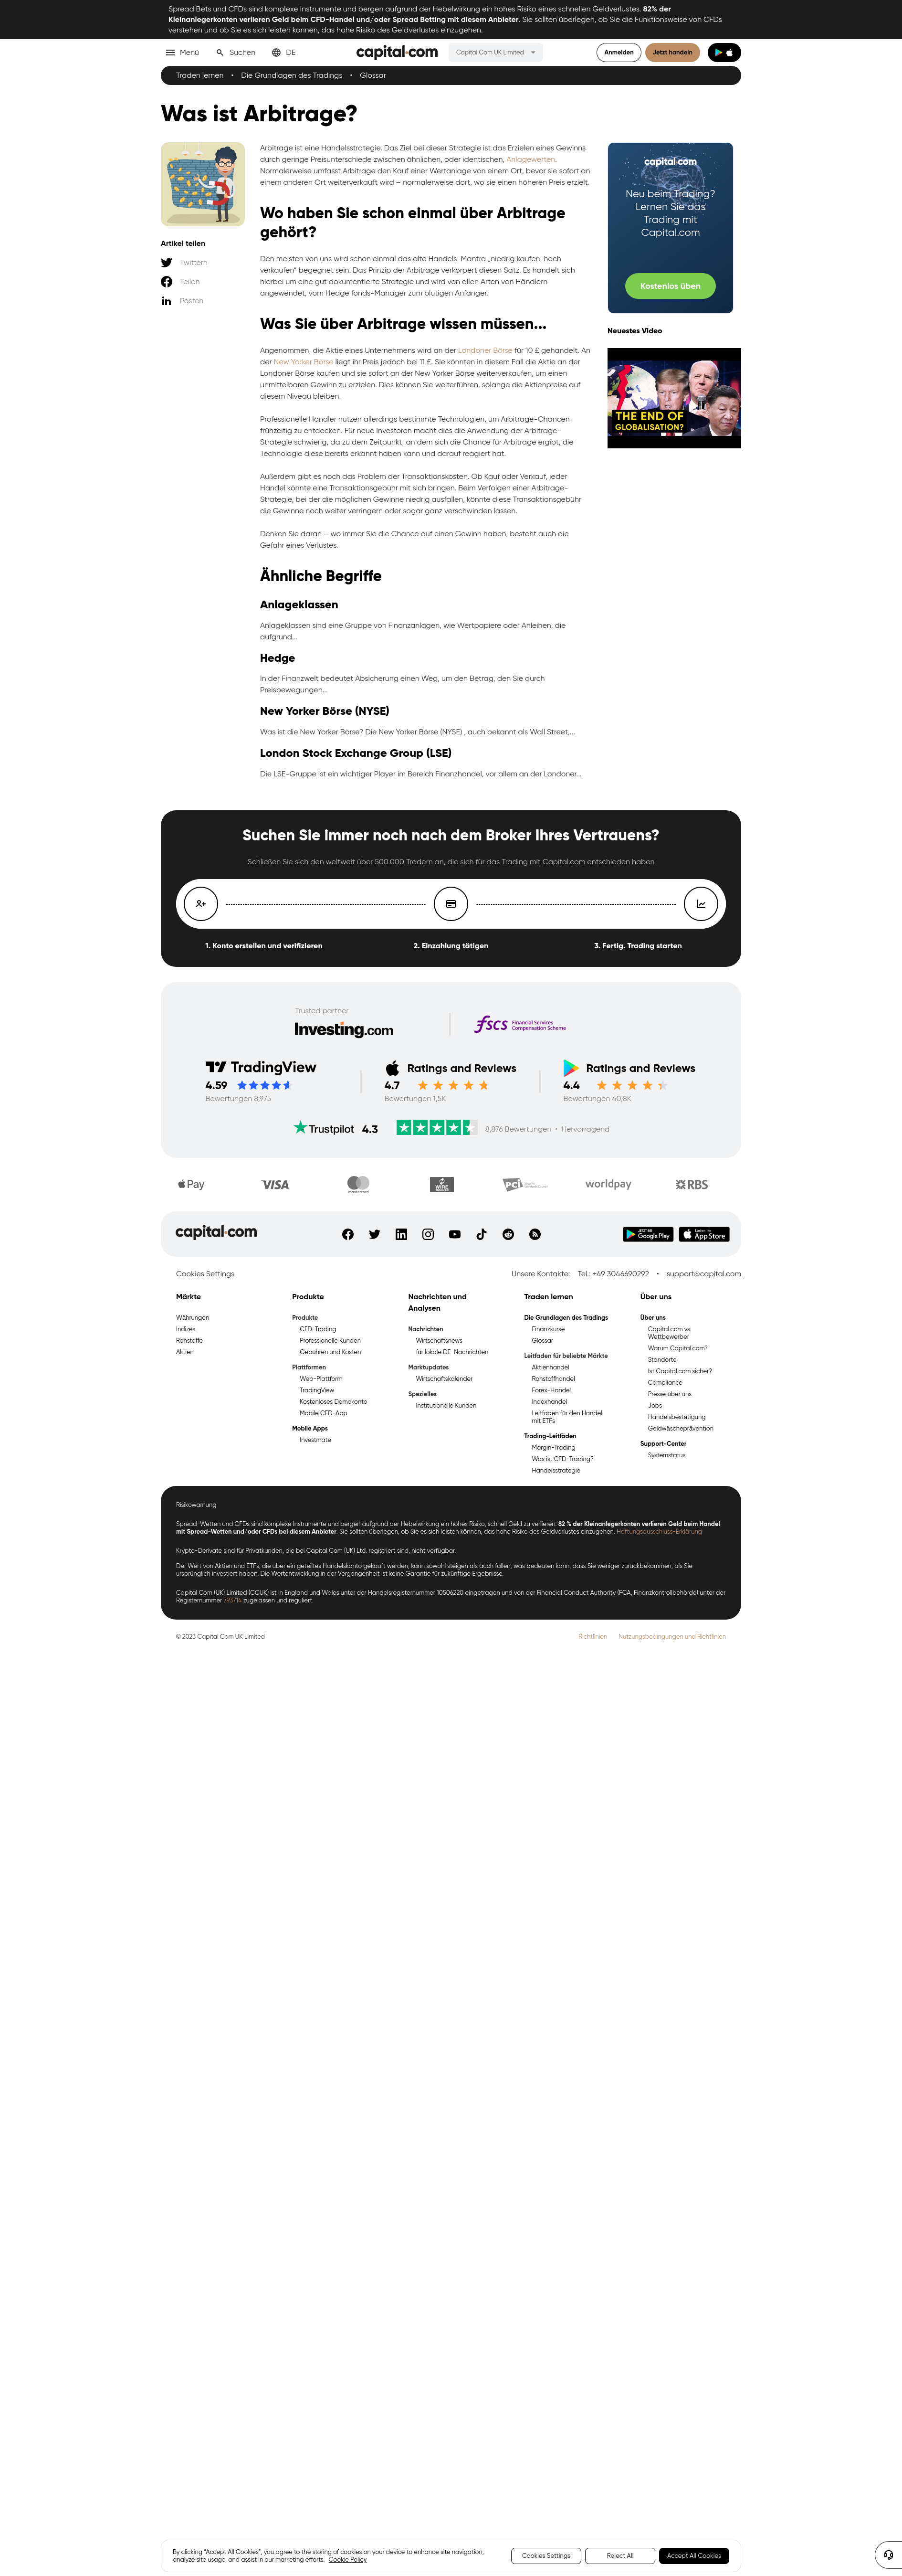 Spread Bets und CFDs sind komplexe Instrumente und bergen aufgrund der Hebelwirkung ein hohes Risiko eines schnellen Geldverlustes. 82% der
Kleinanlegerkonten verlieren Geld beim CFD-Handel und/oder Spread Betting mit diesem Anbieter. Sie sollten überlegen, ob Sie die Funktionsweise von CFDs
verstehen und ob Sie es sich leisten können, das hohe Risiko des Geldverlustes einzugehen.
Menü
Suchen
DE
capital.com
Capital Com UK Limited
Anmelden
Jetzt handeln
Traden lernen • Die Grundlagen des Tradings • Glossar
Was ist Arbitrage?
Artikel teilen
Twittern
Teilen
Posten
Arbitrage ist eine Handelsstrategie. Das Ziel bei dieser Strategie ist das Erzielen eines Gewinns
durch geringe Preisunterschiede zwischen ähnlichen, oder identischen, Anlagewerten.
Normalerweise umfasst Arbitrage den Kauf einer Wertanlage von einem Ort, bevor sie sofort an
einem anderen Ort weiterverkauft wird – normalerweise dort, wo sie einen höheren Preis erzielt.
Wo haben Sie schon einmal über Arbitrage
gehört?
Den meisten von uns wird schon einmal das alte Handels-Mantra „niedrig kaufen, hoch
verkaufen“ begegnet sein. Das Prinzip der Arbitrage verkörpert diesen Satz. Es handelt sich
hierbei um eine gut dokumentierte Strategie und wird von allen Arten von Händlern
angewendet, vom Hedge fonds-Manager zum blutigen Anfänger.
Was Sie über Arbitrage wissen müssen...
Angenommen, die Aktie eines Unternehmens wird an der Londoner Börse für 10 £ gehandelt. An
der New Yorker Börse liegt ihr Preis jedoch bei 11 £. Sie könnten in diesem Fall die Aktie an der
Londoner Börse kaufen und sie sofort an der New Yorker Börse weiterverkaufen, um einen
unmittelbaren Gewinn zu erzielen. Dies können Sie weiterführen, solange die Aktienpreise auf
diesem Niveau bleiben.
Professionelle Händler nutzen allerdings bestimmte Technologien, um Arbitrage-Chancen
frühzeitig zu entdecken. Für neue Investoren macht dies die Anwendung der Arbitrage-
Strategie schwierig, da zu dem Zeitpunkt, an dem sich die Chance für Arbitrage ergibt, die
Technologie diese bereits erkannt haben kann und darauf reagiert hat.
Außerdem gibt es noch das Problem der Transaktionskosten. Ob Kauf oder Verkauf, jeder
Handel könnte eine Transaktionsgebühr mit sich bringen. Beim Verfolgen einer Arbitrage-
Strategie, bei der die möglichen Gewinne niedrig ausfallen, könnte diese Transaktionsgebühr
die Gewinne noch weiter verringern oder sogar ganz verschwinden lassen.
Denken Sie daran – wo immer Sie die Chance auf einen Gewinn haben, besteht auch die
Gefahr eines Verlustes.
Ähnliche Begriffe
Anlageklassen
Anlageklassen sind eine Gruppe von Finanzanlagen, wie Wertpapiere oder Anleihen, die
aufgrund...
Hedge
In der Finanzwelt bedeutet Absicherung einen Weg, um den Betrag, den Sie durch
Preisbewegungen...
New Yorker Börse (NYSE)
Was ist die New Yorker Börse? Die New Yorker Börse (NYSE) , auch bekannt als Wall Street,...
London Stock Exchange Group (LSE)
Die LSE-Gruppe ist ein wichtiger Player im Bereich Finanzhandel, vor allem an der Londoner...
capital.com
Neu beim Trading?
Lernen Sie das
Trading mit
Capital.com
Kostenlos üben
Neuestes Video
THE END OF
GLOBALISATION?
Suchen Sie immer noch nach dem Broker Ihres Vertrauens?
Schließen Sie sich den weltweit über 500.000 Tradern an, die sich für das Trading mit Capital.com entschieden haben
1. Konto erstellen und verifizieren
2. Einzahlung tätigen
3. Fertig. Trading starten
Trusted partner
Investing.com
fscs Financial Services
Compensation Scheme
TradingView
4.59
Bewertungen 8,975
Ratings and Reviews
4.7
Bewertungen 1,5K
Ratings and Reviews
4.4
Bewertungen 40,8K
Trustpilot 4.3
8,876 Bewertungen • Hervorragend
Pay
VISA
mastercard
WIRE
PCI
worldpay
RBS
capital.com
Google Play
App Store
Cookies Settings
Unsere Kontakte: Tel.: +49 3046690292 • support@capital.com
Märkte
Währungen
Indizes
Rohstoffe
Aktien
Produkte
Produkte
CFD-Trading
Professionelle Kunden
Gebühren und Kosten
Plattformen
Web-Plattform
TradingView
Kostenloses Demokonto
Mobile CFD-App
Mobile Apps
Investmate
Nachrichten und
Analysen
Nachrichten
Wirtschaftsnews
für lokale DE-Nachrichten
Marktupdates
Wirtschaftskalender
Spezielles
Institutionelle Kunden
Traden lernen
Die Grundlagen des Tradings
Finanzkurse
Glossar
Leitfaden für beliebte Märkte
Aktienhandel
Rohstoffhandel
Forex-Handel
Indexhandel
Leitfaden für den Handel
mit ETFs
Trading-Leitfäden
Margin-Trading
Was ist CFD-Trading?
Handelsstrategie
Über uns
Über uns
Capital.com vs.
Wettbewerber
Warum Capital.com?
Standorte
Ist Capital.com sicher?
Compliance
Presse über uns
Jobs
Handelsbestätigung
Geldwäscheprävention
Support-Center
Systemstatus
Risikowarnung
Spread-Wetten und CFDs sind komplexe Instrumente und bergen aufgrund der Hebelwirkung ein hohes Risiko, schnell Geld zu verlieren. 82 % der Kleinanlegerkonten verlieren Geld beim Handel
mit Spread-Wetten und/oder CFDs bei diesem Anbieter. Sie sollten überlegen, ob Sie es sich leisten können, das hohe Risiko des Geldverlustes einzugehen. Haftungsausschluss-Erklärung
Krypto-Derivate sind für Privatkunden, die bei Capital Com (UK) Ltd. registriert sind, nicht verfügbar.
Der Wert von Aktien und ETFs, die über ein geteiltes Handelskonto gekauft werden, kann sowohl steigen als auch fallen, was bedeuten kann, dass Sie weniger zurückbekommen, als Sie
ursprünglich investiert haben. Die Wertentwicklung in der Vergangenheit ist keine Garantie für zukünftige Ergebnisse.
Capital Com (UK) Limited (CCUK) ist in England und Wales unter der Handelsregisternummer 10506220 eingetragen und von der Financial Conduct Authority (FCA, Finanzkontrollbehörde) unter der
Registernummer 793714 zugelassen und reguliert.
© 2023 Capital Com UK Limited
Richtlinien
Nutzungsbedingungen und Richtlinien
By clicking “Accept All Cookies”, you agree to the storing of cookies on your device to enhance site navigation,
analyze site usage, and assist in our marketing efforts. Cookie Policy
Cookies Settings
Reject All
Accept All Cookies